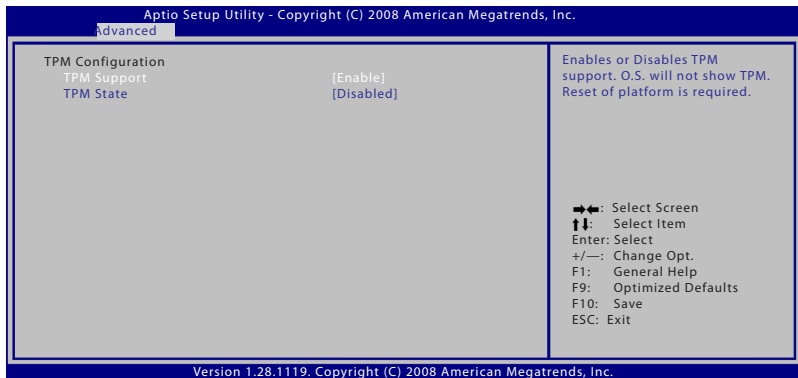 Aptio Setup Utility - Copyright (C) 2008 American Megatrends, Inc.
Advanced
TPM Configuration
TPM Support [Enable]
TPM State [Disabled]
Enables or Disables TPM
support. O.S. will not show TPM.
Reset of platform is required.
→←: Select Screen
↑↓: Select Item
Enter: Select
+/—: Change Opt.
F1: General Help
F9: Optimized Defaults
F10: Save
ESC: Exit
Version 1.28.1119. Copyright (C) 2008 American Megatrends, Inc.